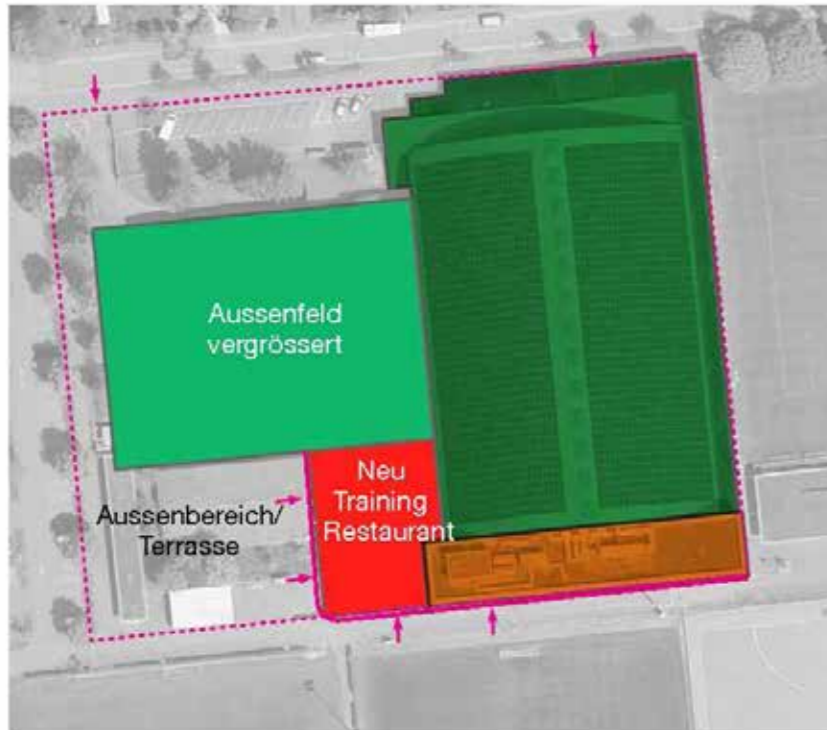 Aussenfeld
vergrössert
Neu
Training
Restaurant
Aussenbereich/
Terrasse